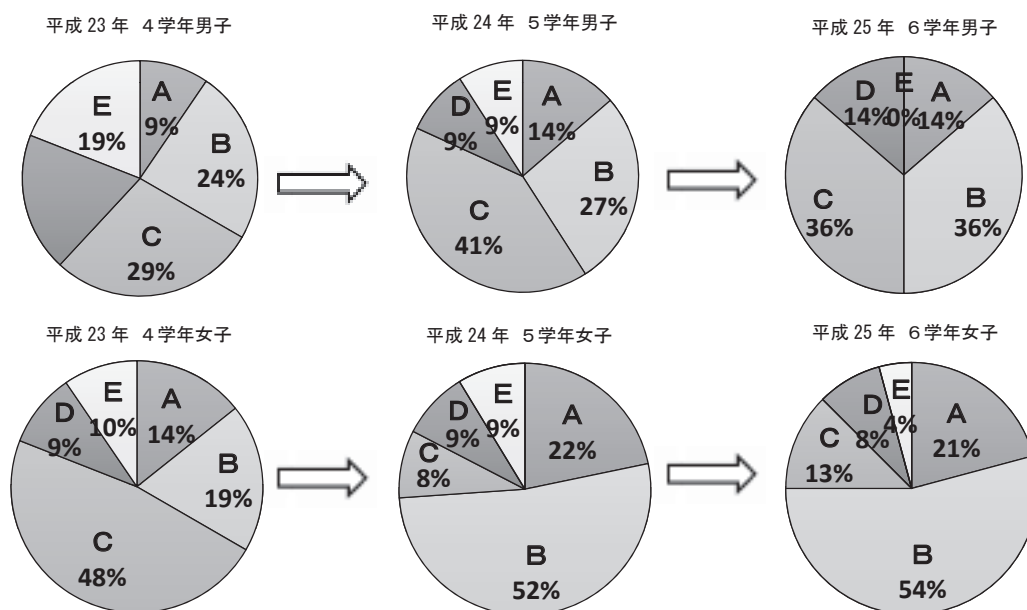 平成 23 年 4学年男子
E
19%
A
9%
B
24%
C
29%
平成 24 年 5学年男子
D
9%
E
9%
A
14%
B
27%
C
41%
平成 25 年 6学年男子
D
14%
E
0%
A
14%
C
36%
B
36%
平成 23 年 4学年女子
D
9%
E
10%
A
14%
B
19%
C
48%
平成 24 年 5学年女子
C
8%
D
9%
E
9%
A
22%
B
52%
平成 25 年 6学年女子
C
13%
D
8%
E
4%
A
21%
B
54%